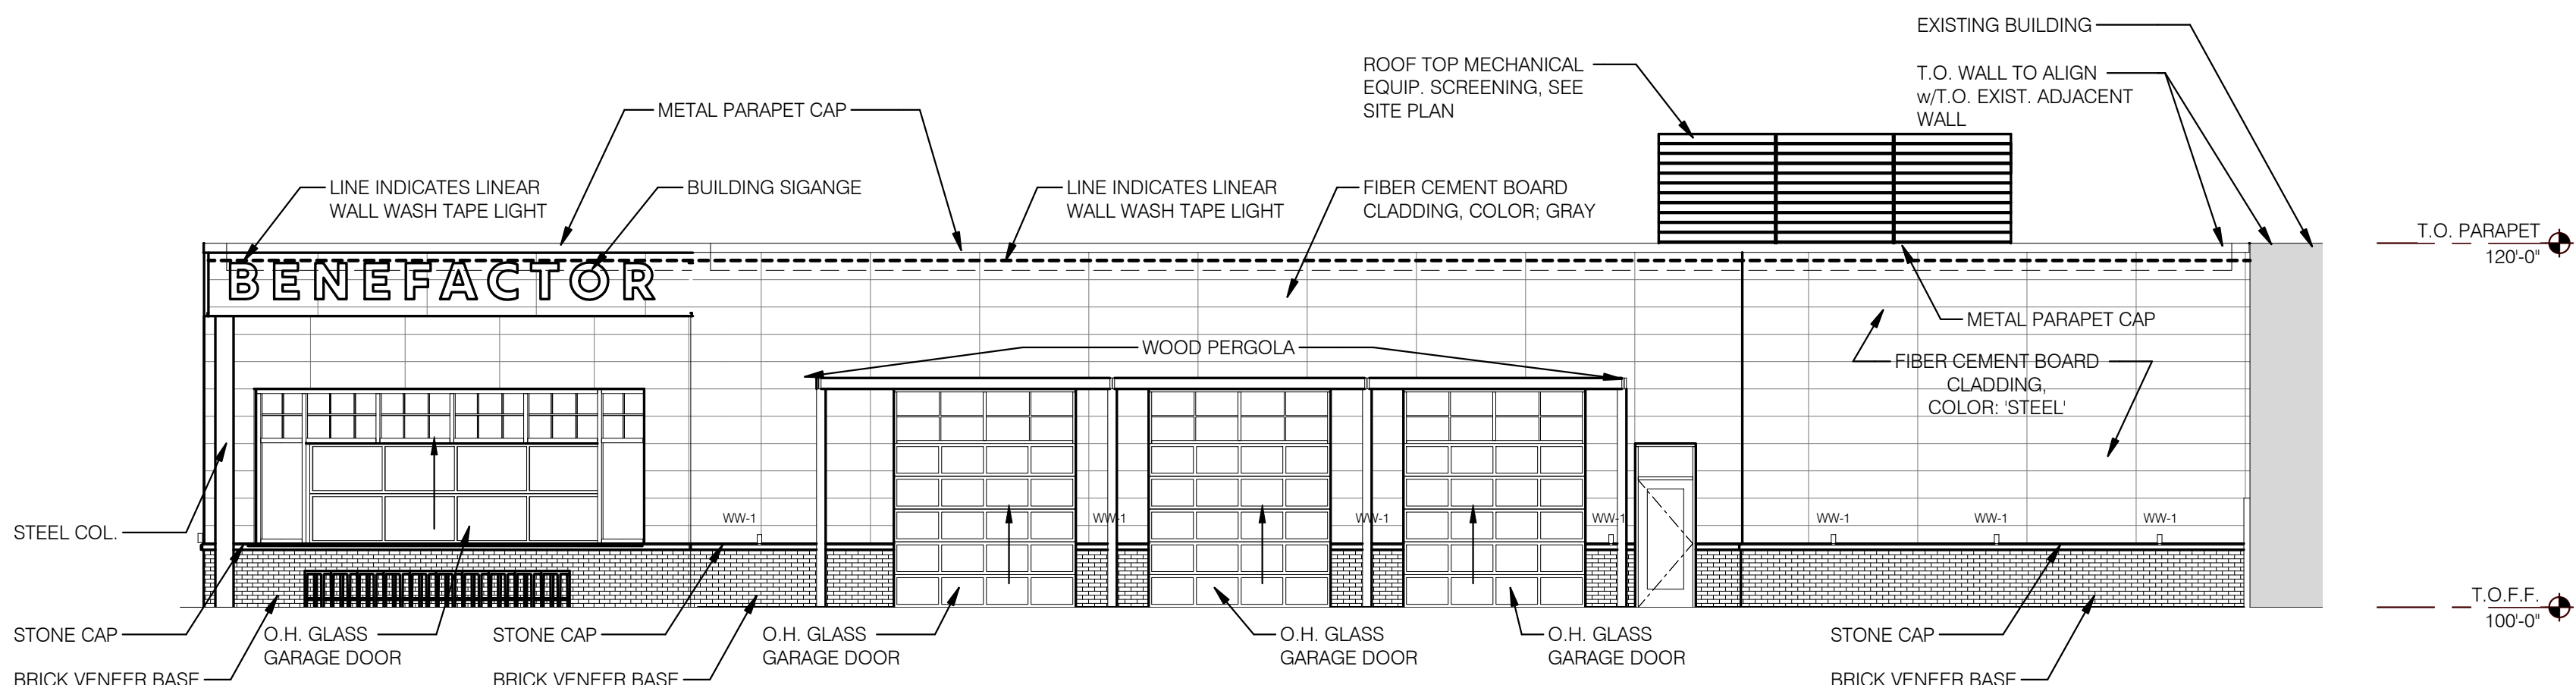 EXISTING BUILDING
ROOF TOP MECHANICAL
EQUIP. SCREENING, SEE
SITE PLAN
T.O. WALL TO ALIGN
w/T.O. EXIST. ADJACENT
WALL
METAL PARAPET CAP
LINE INDICATES LINEAR
WALL WASH TAPE LIGHT
BUILDING SIGANGE
LINE INDICATES LINEAR
WALL WASH TAPE LIGHT
FIBER CEMENT BOARD
CLADDING, COLOR; GRAY
T.O. PARAPET
120'-0"
BENEFACTOR
METAL PARAPET CAP
WOOD PERGOLA
FIBER CEMENT BOARD
CLADDING,
COLOR: 'STEEL'
STEEL COL.
WW-1
WW-1
WW-1
WW-1
WW-1
WW-1
WW-1
T.O.F.F.
100'-0"
STONE CAP
O.H. GLASS
GARAGE DOOR
STONE CAP
O.H. GLASS
GARAGE DOOR
O.H. GLASS
GARAGE DOOR
O.H. GLASS
GARAGE DOOR
STONE CAP
BRICK VENEER BASE
BRICK VENEER BASE
BRICK VENEER BASE